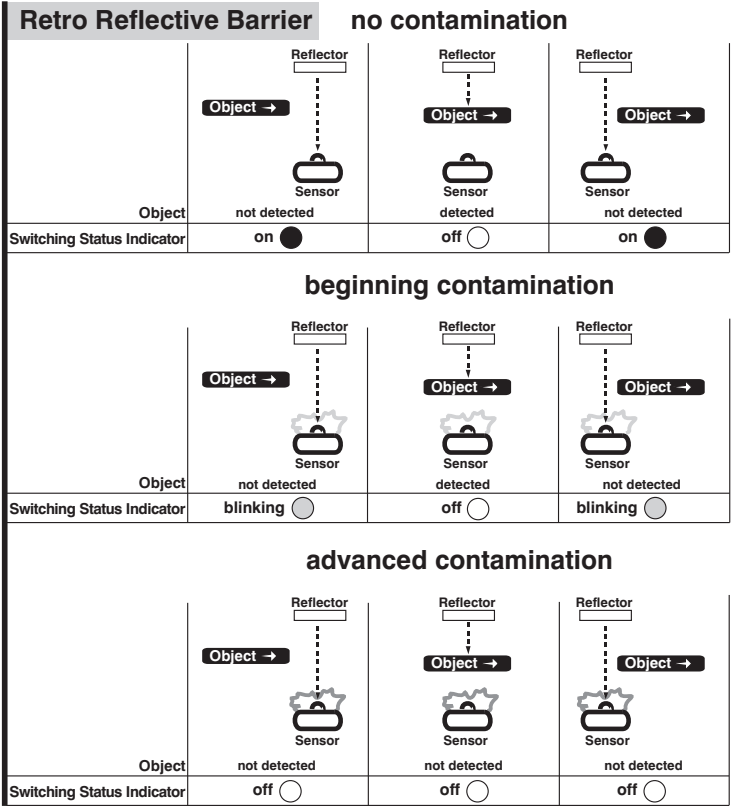 Retro Reflective Barrier no contamination
Reflector Reflector Reflector
Object → Object → Object →
Sensor Sensor Sensor
Object not detected detected not detected
Switching Status Indicator on off on
beginning contamination
Reflector Reflector Reflector
Object → Object → Object →
Sensor Sensor Sensor
Object not detected detected not detected
Switching Status Indicator blinking off blinking
advanced contamination
Reflector Reflector Reflector
Object → Object → Object →
Sensor Sensor Sensor
Object not detected not detected not detected
Switching Status Indicator off off off